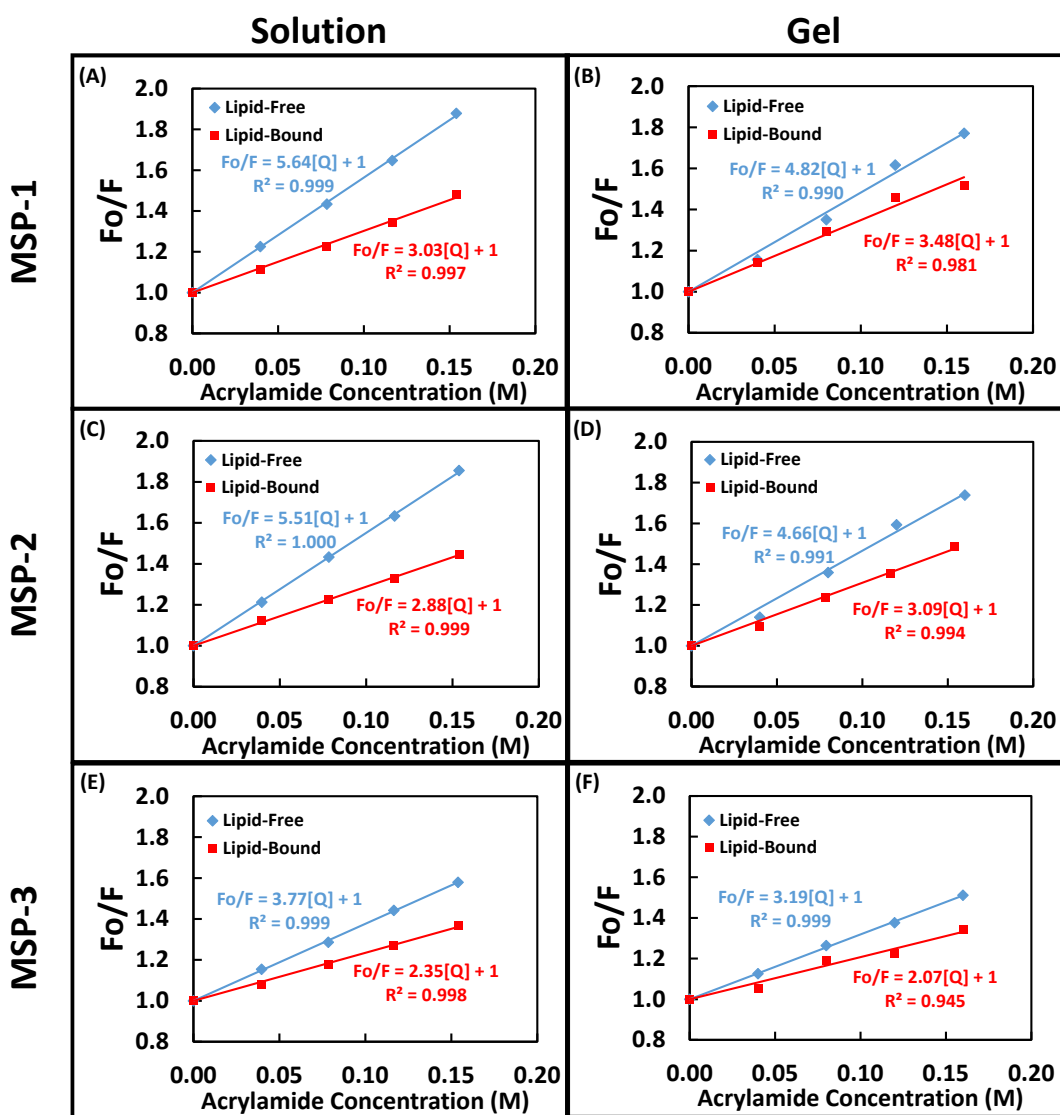 Solution
Gel
MSP-1
(A)
Fo/F
2.0
1.8
1.6
1.4
1.2
1.0
0.8
Lipid-Free
Lipid-Bound
Fo/F = 5.64[Q] + 1
R² = 0.999
Fo/F = 3.03[Q] + 1
R² = 0.997
0.00 0.05 0.10 0.15 0.20
Acrylamide Concentration (M)
(B)
Fo/F
2.0
1.8
1.6
1.4
1.2
1.0
0.8
Lipid-Free
Lipid-Bound
Fo/F = 4.82[Q] + 1
R² = 0.990
Fo/F = 3.48[Q] + 1
R² = 0.981
0.00 0.05 0.10 0.15 0.20
Acrylamide Concentration (M)
MSP-2
(C)
Fo/F
2.0
1.8
1.6
1.4
1.2
1.0
0.8
Lipid-Free
Lipid-Bound
Fo/F = 5.51[Q] + 1
R² = 1.000
Fo/F = 2.88[Q] + 1
R² = 0.999
0.00 0.05 0.10 0.15 0.20
Acrylamide Concentration (M)
(D)
Fo/F
2.0
1.8
1.6
1.4
1.2
1.0
0.8
Lipid-Free
Lipid-Bound
Fo/F = 4.66[Q] + 1
R² = 0.991
Fo/F = 3.09[Q] + 1
R² = 0.994
0.00 0.05 0.10 0.15 0.20
Acrylamide Concentration (M)
MSP-3
(E)
Fo/F
2.0
1.8
1.6
1.4
1.2
1.0
0.8
Lipid-Free
Lipid-Bound
Fo/F = 3.77[Q] + 1
R² = 0.999
Fo/F = 2.35[Q] + 1
R² = 0.998
0.00 0.05 0.10 0.15 0.20
Acrylamide Concentration (M)
(F)
Fo/F
2.0
1.8
1.6
1.4
1.2
1.0
0.8
Lipid-Free
Lipid-Bound
Fo/F = 3.19[Q] + 1
R² = 0.999
Fo/F = 2.07[Q] + 1
R² = 0.945
0.00 0.05 0.10 0.15 0.20
Acrylamide Concentration (M)